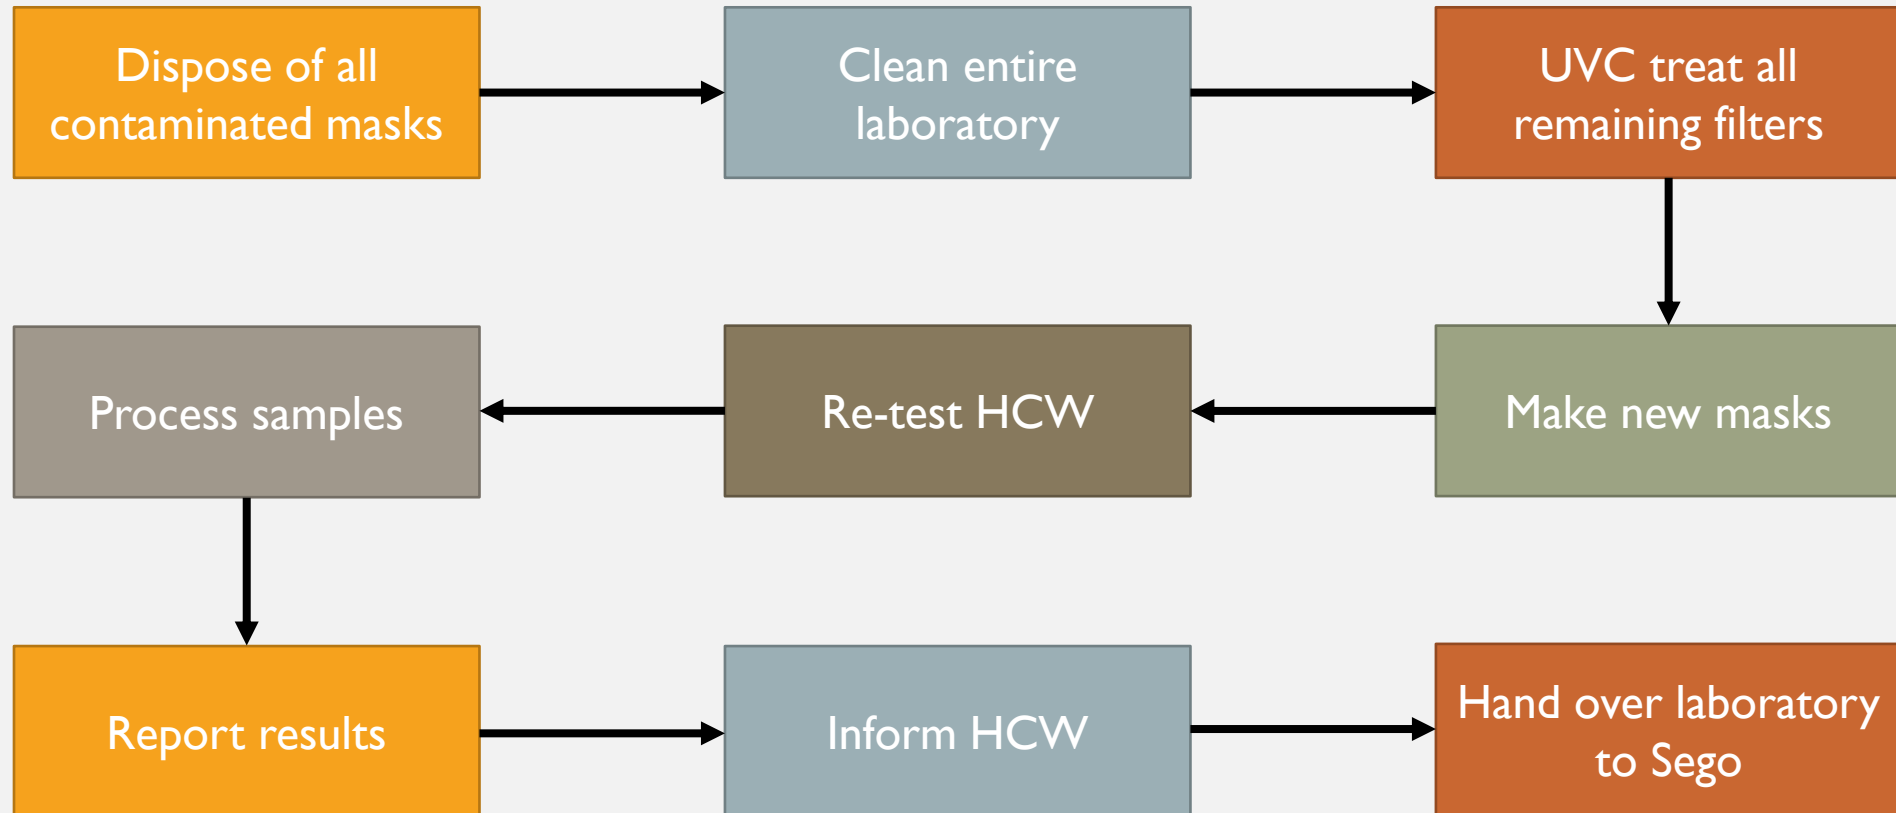 Dispose of all
contaminated masks
Clean entire
laboratory
UVC treat all
remaining filters
Make new masks
Re-test HCW
Process samples
Report results
Inform HCW
Hand over laboratory
to Sego